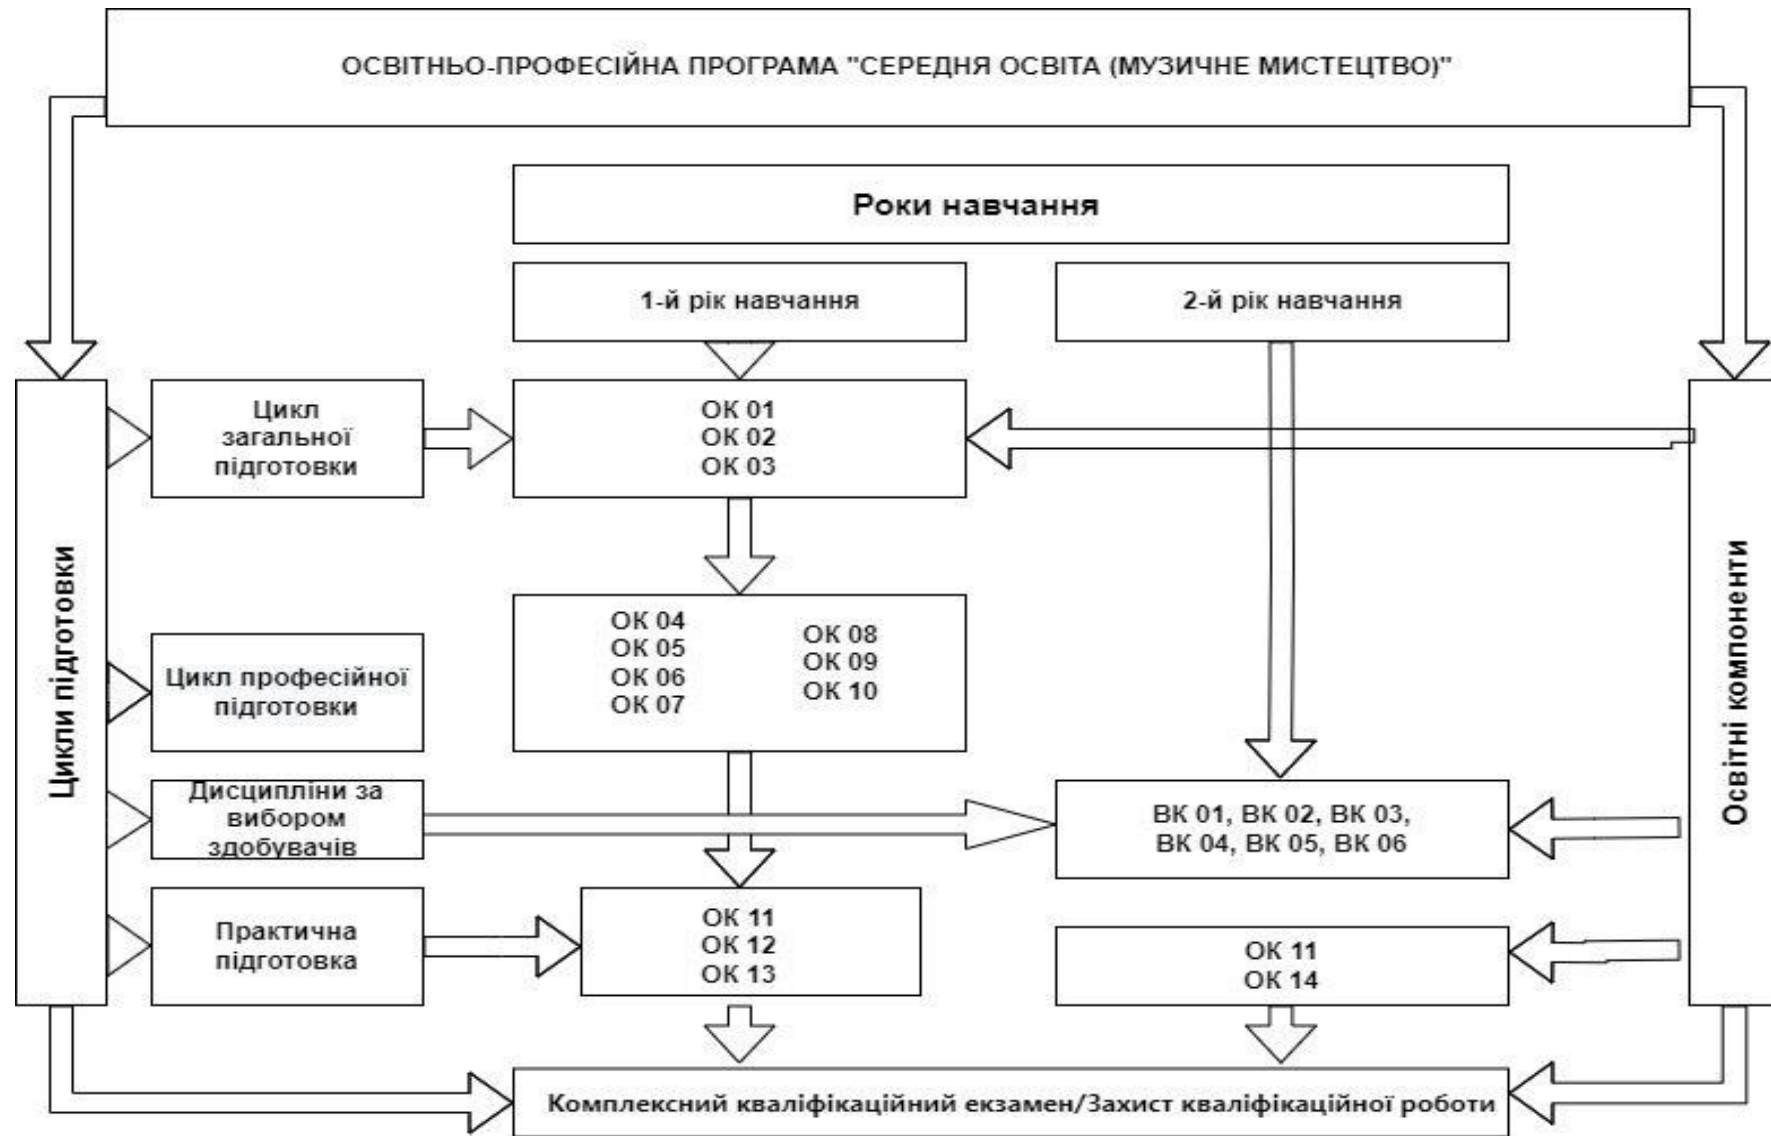 ОСВІТНЬО-ПРОФЕСІЙНА ПРОГРАМА "СЕРЕДНЯ ОСВІТА (МУЗИЧНЕ МИСТЕЦТВО)"
Роки навчання
1-й рік навчання
2-й рік навчання
Цикли підготовки
Цикл
загальної
підготовки
ОК 01
ОК 02
ОК 03
Освітні компоненти
Цикл професійної
підготовки
ОК 04
ОК 05
ОК 06
ОК 07
ОК 08
ОК 09
ОК 10
Дисципліни за
вибором
здобувачів
ВК 01, ВК 02, ВК 03,
ВК 04, ВК 05, ВК 06
Практична
підготовка
ОК 11
ОК 12
ОК 13
ОК 11
ОК 14
Комплексний кваліфікаційний екзамен/Захист кваліфікаційної роботи